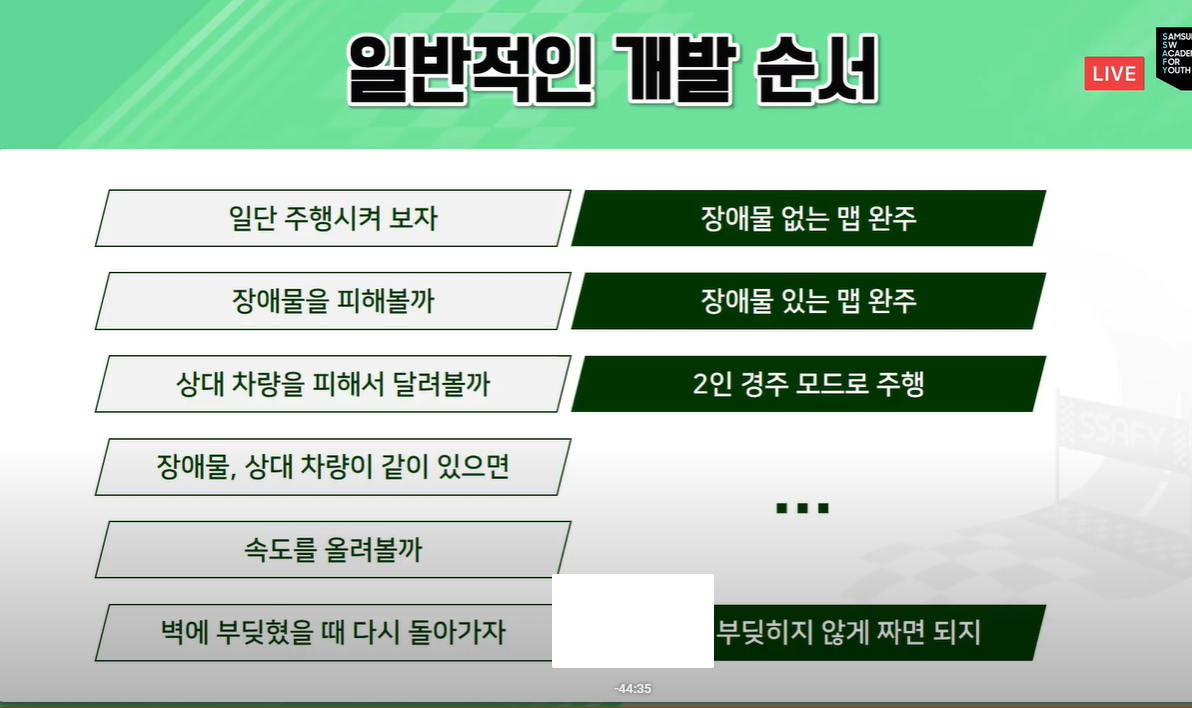 일반적인 개발 순서
LIVE
SAMSU
SW
ACADEM
FOR
YOUTH
일단 주행시켜 보자
장애물 없는 맵 완주
장애물을 피해볼까
장애물 있는 맵 완주
상대 차량을 피해서 달려볼까
2인 경주 모드로 주행
장애물, 상대 차량이 같이 있으면
...
속도를 올려볼까
벽에 부딪혔을 때 다시 돌아가자
부딪히지 않게 짜면 되지
SSAFY
-44:35